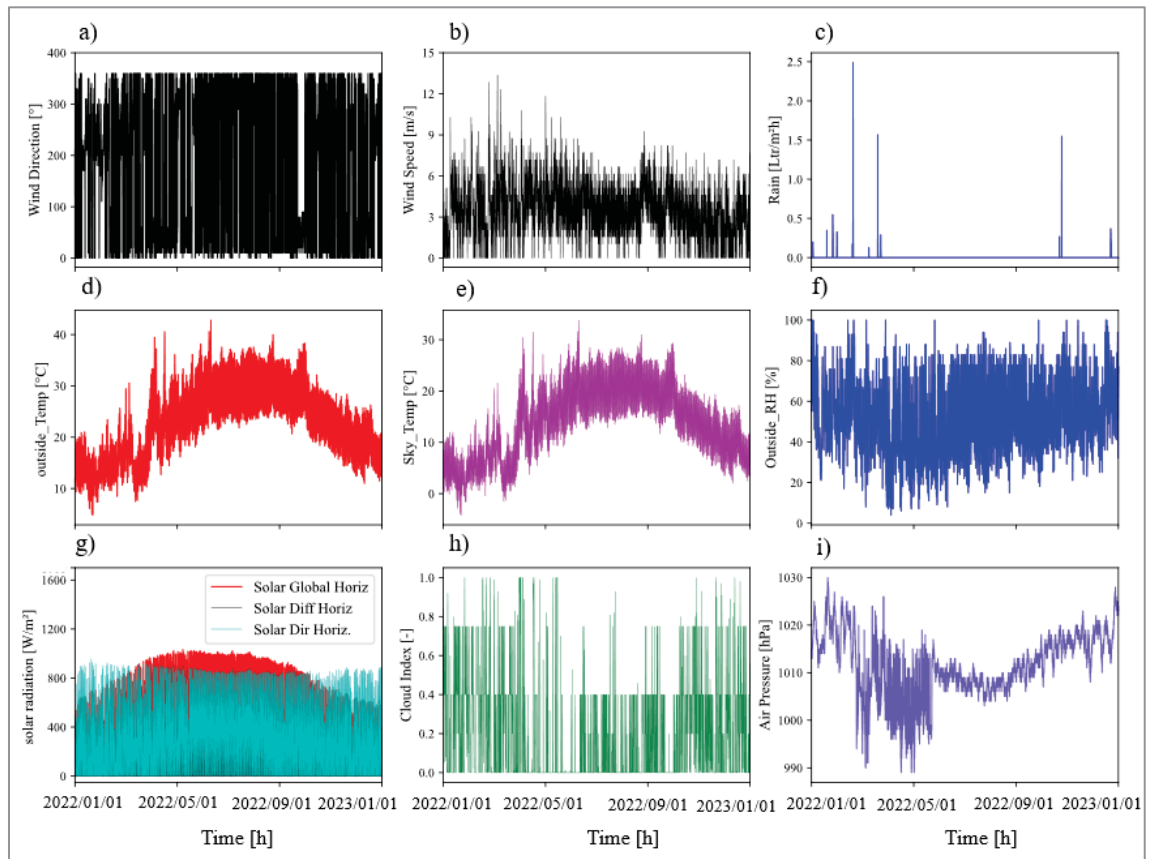 a)
b)
c)
400
300
200
100
0
Wind Direction [°]
15
12
9
6
3
0
Wind Speed [m/s]
2.5
2.0
1.5
1.0
0.5
0.0
Rain [Ltr/m²h]
d)
e)
f)
40
30
20
10
outside_Temp [°C]
30
20
10
0
Sky_Temp [°C]
100
80
60
40
20
0
Outside_RH [%]
g)
h)
i)
1600
1200
800
400
0
solar radiation [W/m²]
Solar Global Horiz
Solar Diff Horiz
Solar Dir Horiz.
1.0
0.8
0.6
0.4
0.2
0.0
Cloud Index [-]
1030
1020
1010
1000
990
Air Pressure [hPa]
2022/01/01 2022/05/01 2022/09/01 2023/01/01
2022/01/01 2022/05/01 2022/09/01 2023/01/01
2022/01/01 2022/05/01 2022/09/01 2023/01/01
Time [h]
Time [h]
Time [h]